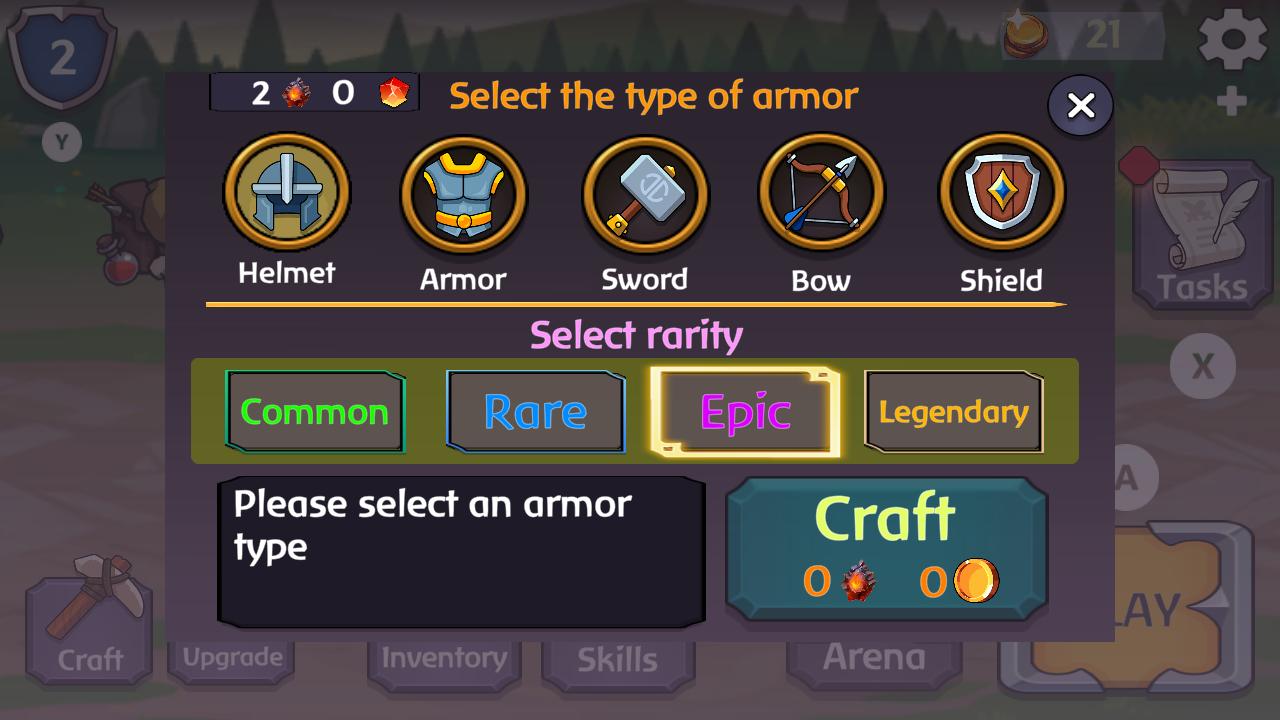 2
21
2 0
Select the type of armor
Y
Helmet
Armor
Sword
Bow
Shield
Tasks
Select rarity
Common
Rare
Epic
Legendary
X
A
Please select an armor
type
Craft
0 0
LAY
Craft
Upgrade
Inventory
Skills
Arena